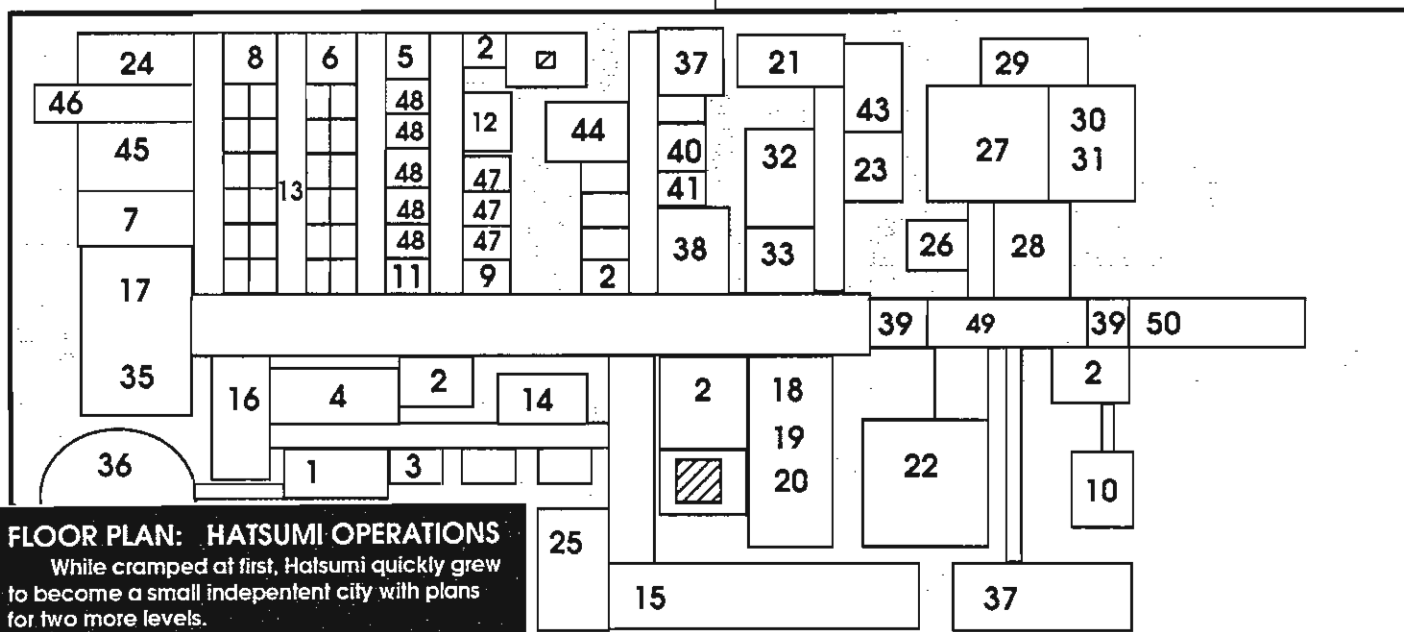 24 8 6 5 2 37 21 29
46 48 12 44 43 30
45 48 40 32 27 31
13 48 47 41 23
7 48 47 26 28
48 47 38 33
17 11 9 2
39 49 39 50
35 16 4 2 14 2 18 2
19
36 1 3 20 22 10
25
15 37
FLOOR PLAN: HATSUMI OPERATIONS
While cramped at first, Hatsumi quickly grew
to become a small indepentent city with plans
for two more levels.